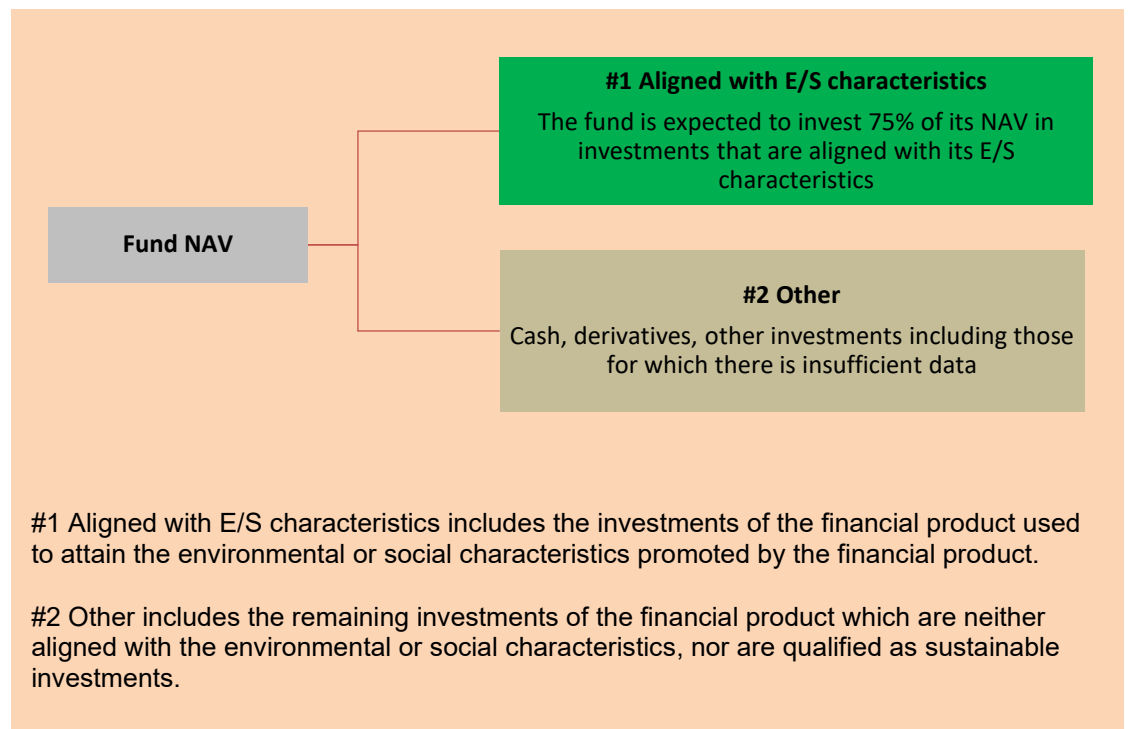 #1 Aligned with E/S characteristics
The fund is expected to invest 75% of its NAV in
investments that are aligned with its E/S
characteristics
Fund NAV
#2 Other
Cash, derivatives, other investments including those
for which there is insufficient data
#1 Aligned with E/S characteristics includes the investments of the financial product used
to attain the environmental or social characteristics promoted by the financial product.
#2 Other includes the remaining investments of the financial product which are neither
aligned with the environmental or social characteristics, nor are qualified as sustainable
investments.